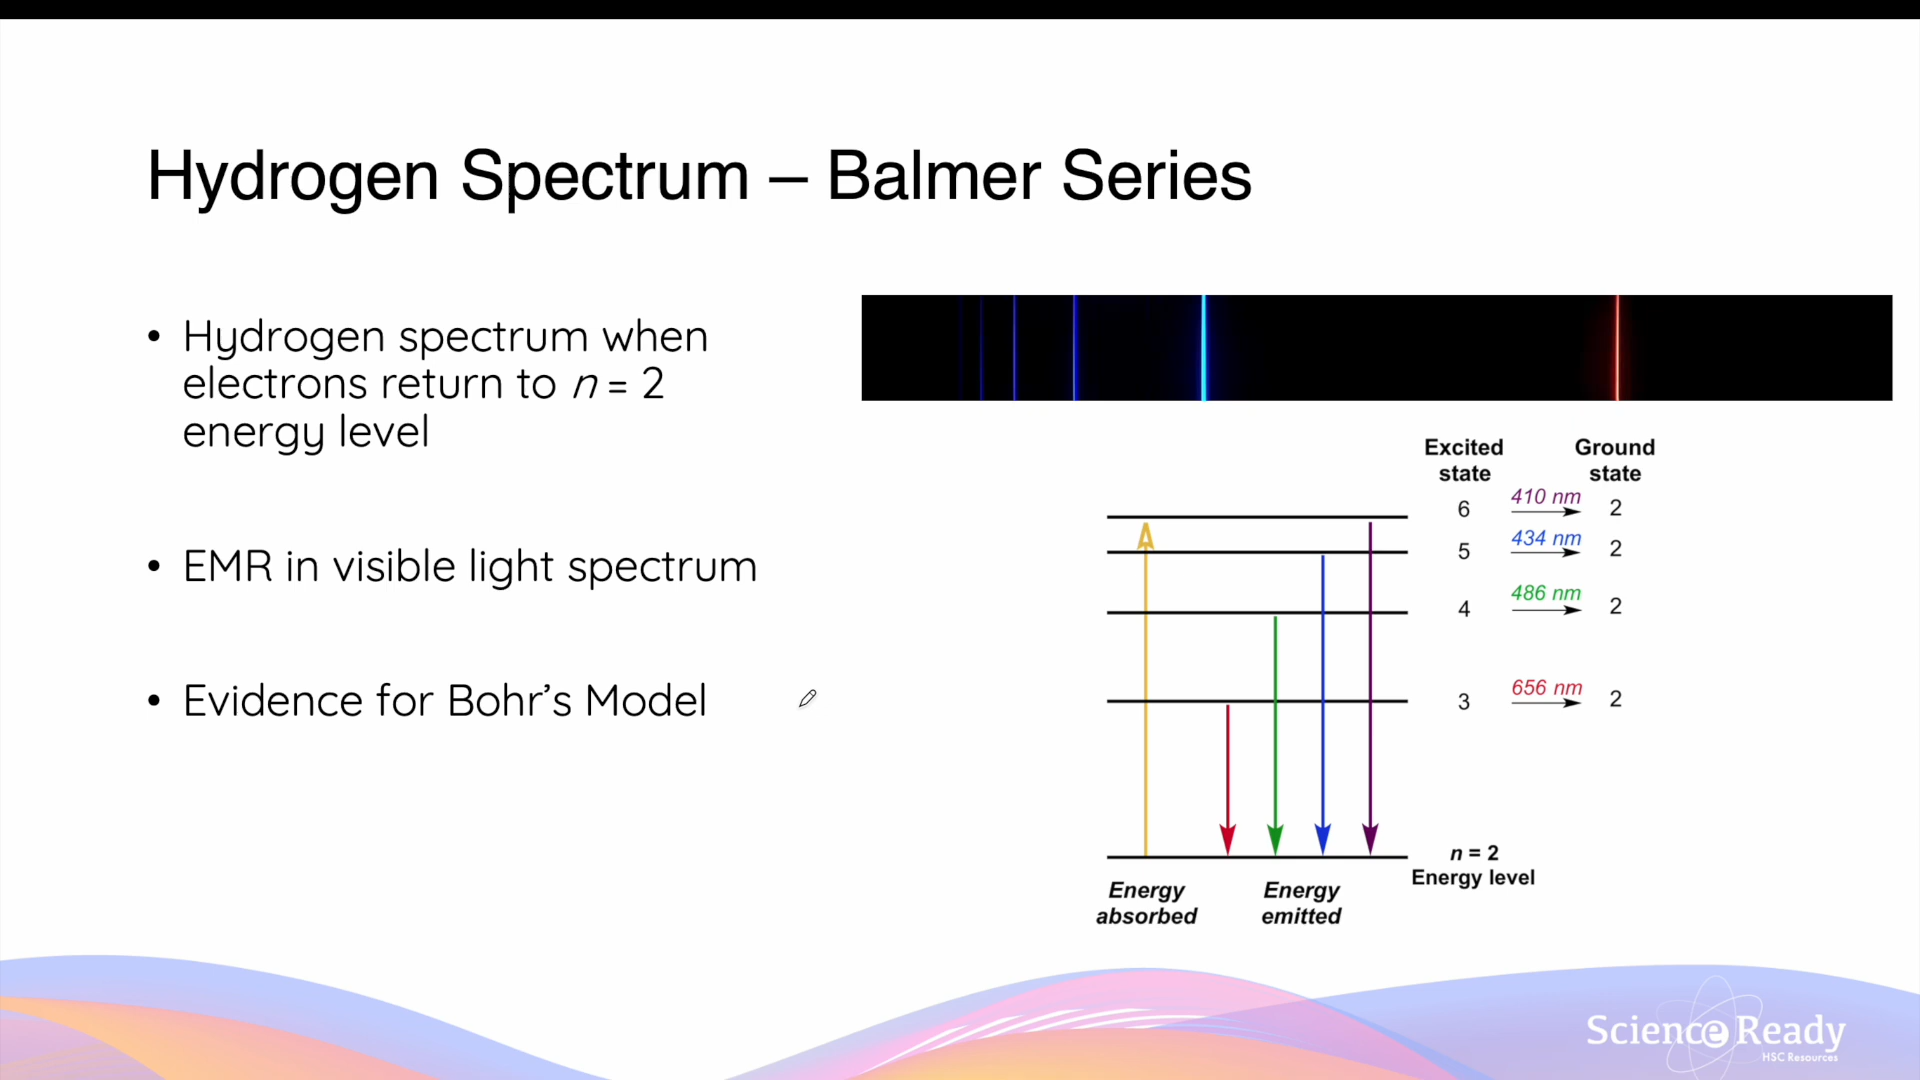 Hydrogen Spectrum – Balmer Series
• Hydrogen spectrum when
electrons return to n = 2
energy level
• EMR in visible light spectrum
• Evidence for Bohr’s Model
Excited state
Ground state
6 410 nm 2
5 434 nm 2
4 486 nm 2
3 656 nm 2
n = 2
Energy level
Energy absorbed
Energy emitted
Science Ready
HSC Resources